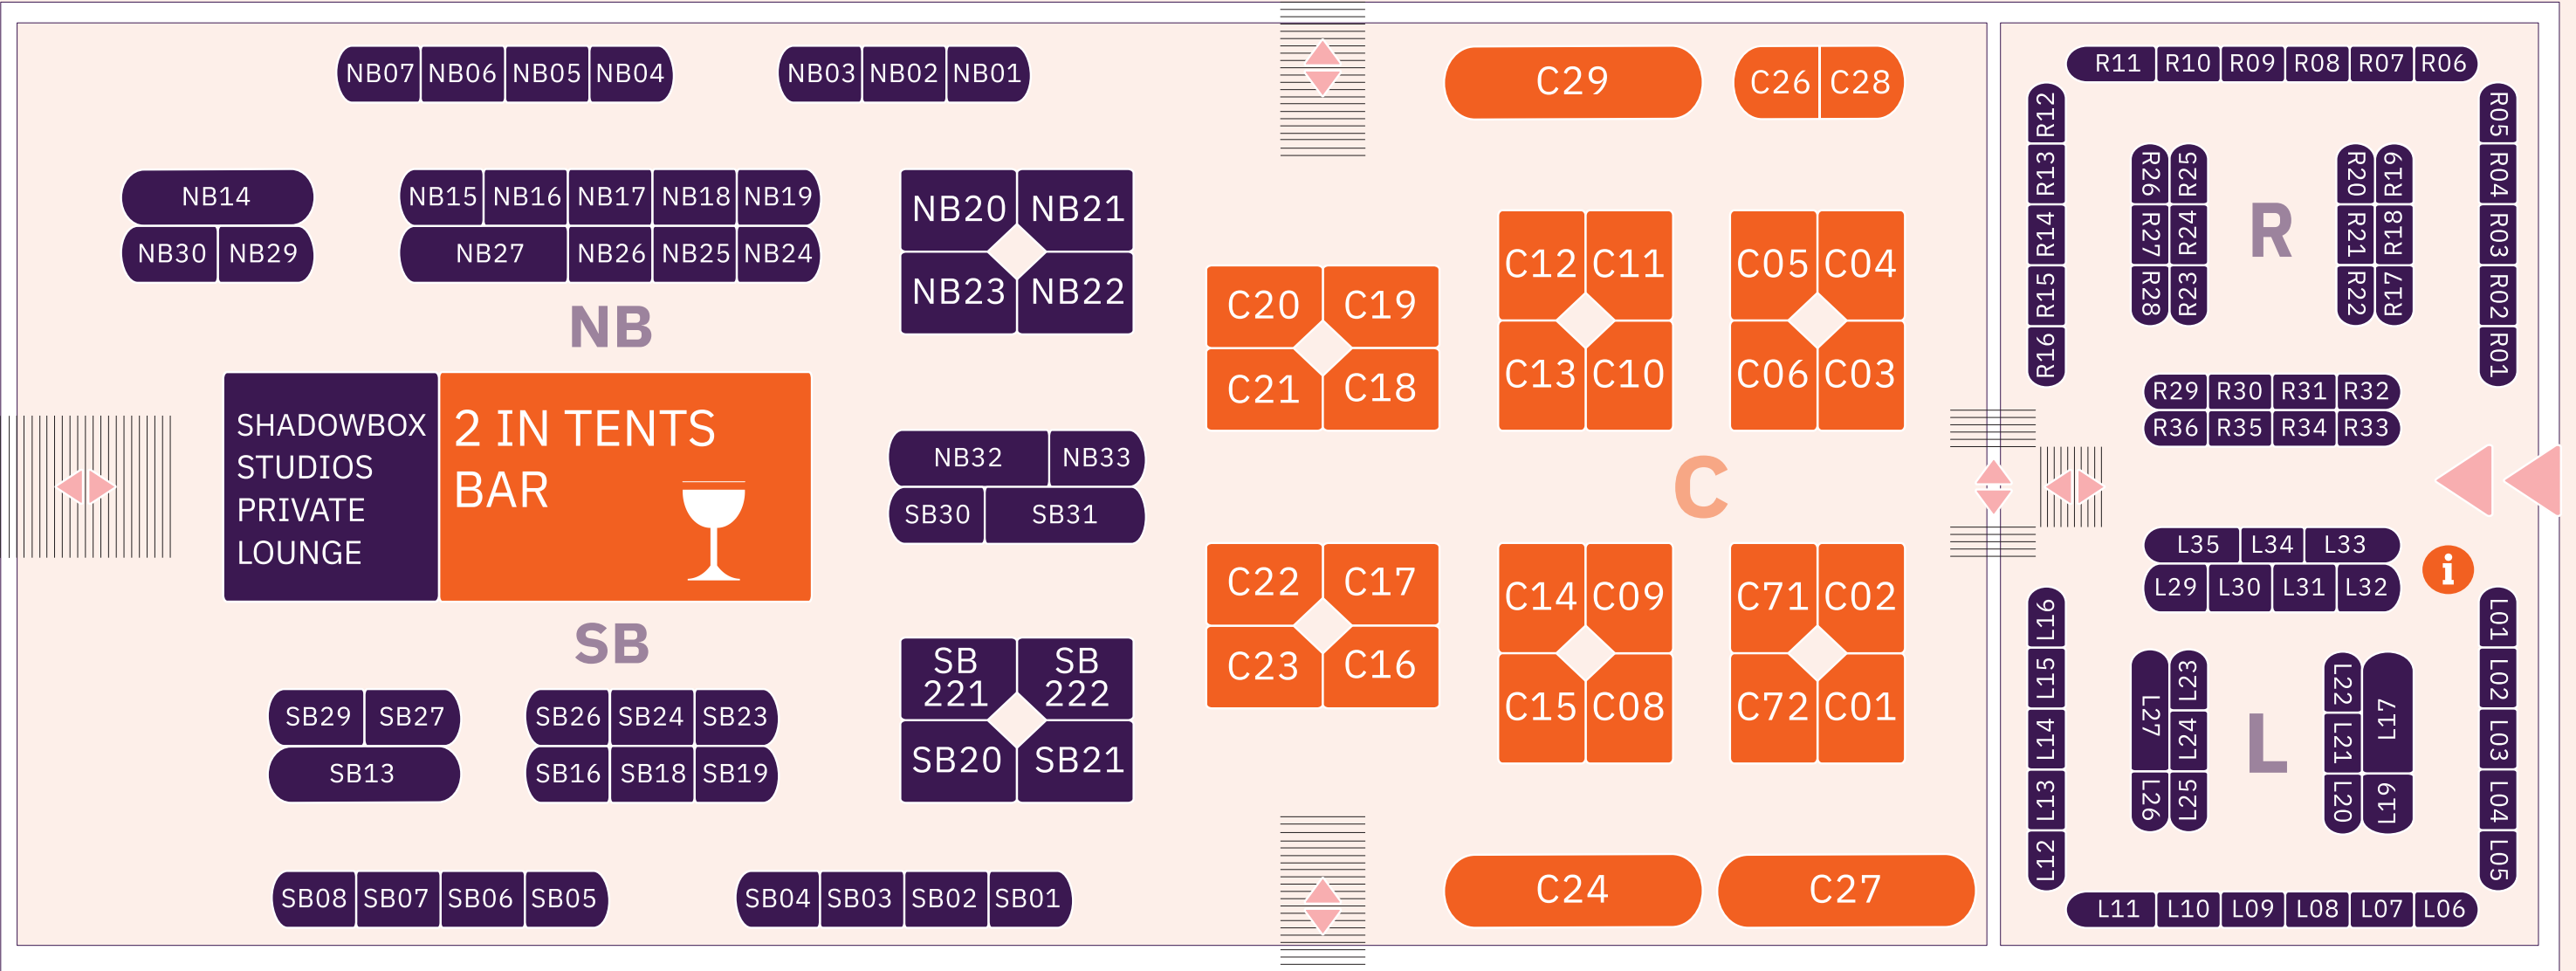 NB07 NB06 NB05 NB04
NB03 NB02 NB01
NB14
NB30 NB29
NB15 NB16 NB17 NB18 NB19
NB27 NB26 NB25 NB24
NB20 NB21
NB23 NB22
NB
SHADOWBOX
STUDIOS
PRIVATE
LOUNGE
2 IN TENTS
BAR
NB32 NB33
SB30 SB31
SB
SB29 SB27
SB13
SB26 SB24 SB23
SB16 SB18 SB19
SB
221
SB
222
SB20 SB21
SB08 SB07 SB06 SB05
SB04 SB03 SB02 SB01
C29
C26 C28
C20 C19
C21 C18
C12 C11
C13 C10
C05 C04
C06 C03
C
C22 C17
C23 C16
C14 C09
C15 C08
C71 C02
C72 C01
C24
C27
R11 R10 R09 R08 R07 R06
R12
R13
R14
R15
R16
R26 R25
R27 R24
R28 R23
R
R20 R19
R21 R18
R22 R17
R05
R04
R03
R02
R01
R29 R30 R31 R32
R36 R35 R34 R33
L35 L34 L33
L29 L30 L31 L32
i
L16
L15
L14
L13
L12
L27 L23
L24
L26 L25
L
L22 L17
L21
L20 L19
L01
L02
L03
L04
L05
L11 L10 L09 L08 L07 L06